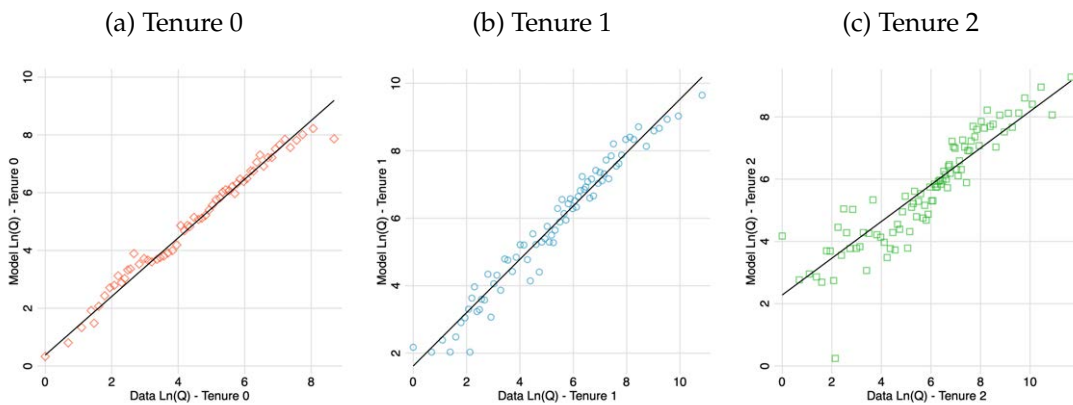 (a) Tenure 0
(b) Tenure 1
(c) Tenure 2
Model Ln(Q) - Tenure 0
0 2 4 6 8 10
0 2 4 6 8
Data Ln(Q) - Tenure 0
Model Ln(Q) - Tenure 1
2 4 6 8 10
0 2 4 6 8 10
Data Ln(Q) - Tenure 1
Model Ln(Q) - Tenure 2
0 2 4 6 8
0 2 4 6 8 10
Data Ln(Q) - Tenure 2